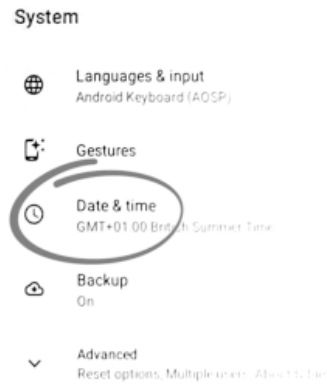 System
Languages & input
Android Keyboard (AOSP)
Gestures
Date & time
GMT+01 00 British Summer Time
Backup
On
Advanced
Reset options, Multiple users, About